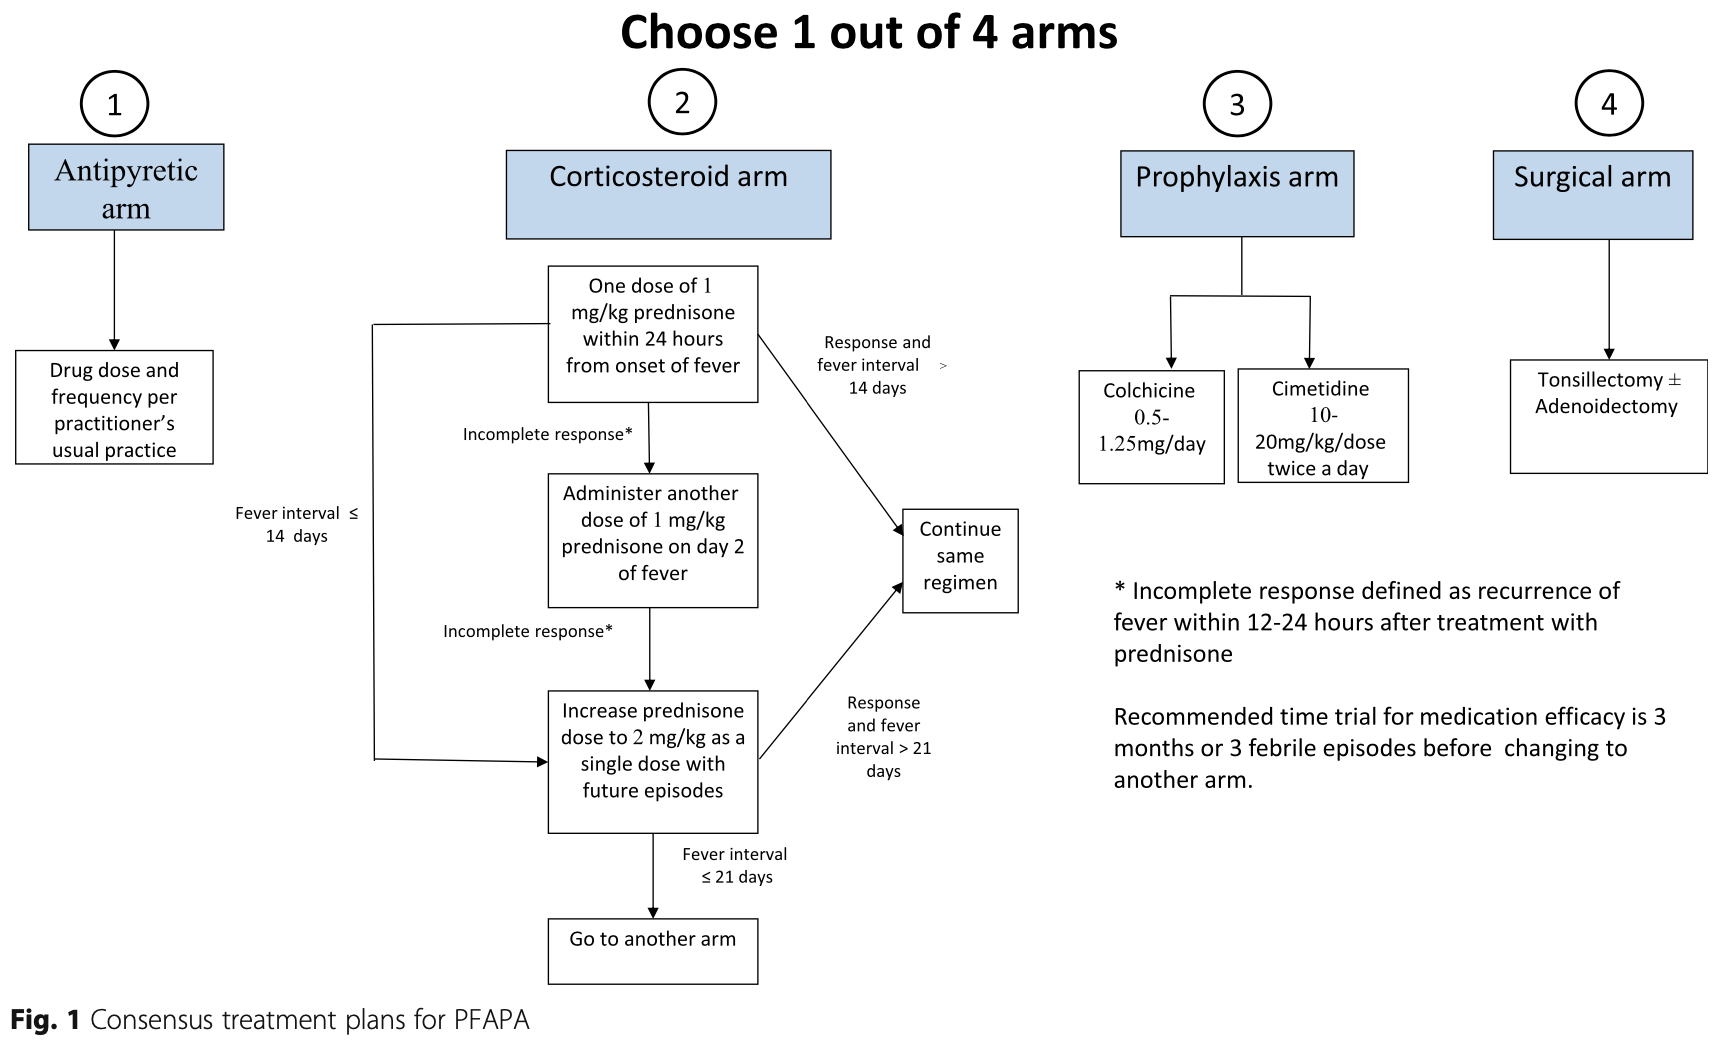 Choose 1 out of 4 arms
1
Antipyretic
arm
Drug dose and
frequency per
practitioner's
usual practice
2
Corticosteroid arm
One dose of 1
mg/kg prednisone
within 24 hours
from onset of fever
Response and
fever interval >
14 days
Incomplete response*
Fever interval ≤
14 days
Administer another
dose of 1 mg/kg
prednisone on day 2
of fever
Continue
same
regimen
Incomplete response*
Increase prednisone
dose to 2 mg/kg as a
single dose with
future episodes
Response
and fever
interval > 21
days
Fever interval
≤ 21 days
Go to another arm
3
Prophylaxis arm
Colchicine
0.5-
1.25mg/day
Cimetidine
10-
20mg/kg/dose
twice a day
4
Surgical arm
Tonsillectomy ±
Adenoidectomy
* Incomplete response defined as recurrence of
fever within 12-24 hours after treatment with
prednisone
Recommended time trial for medication efficacy is 3
months or 3 febrile episodes before changing to
another arm.
Fig. 1 Consensus treatment plans for PFAPA